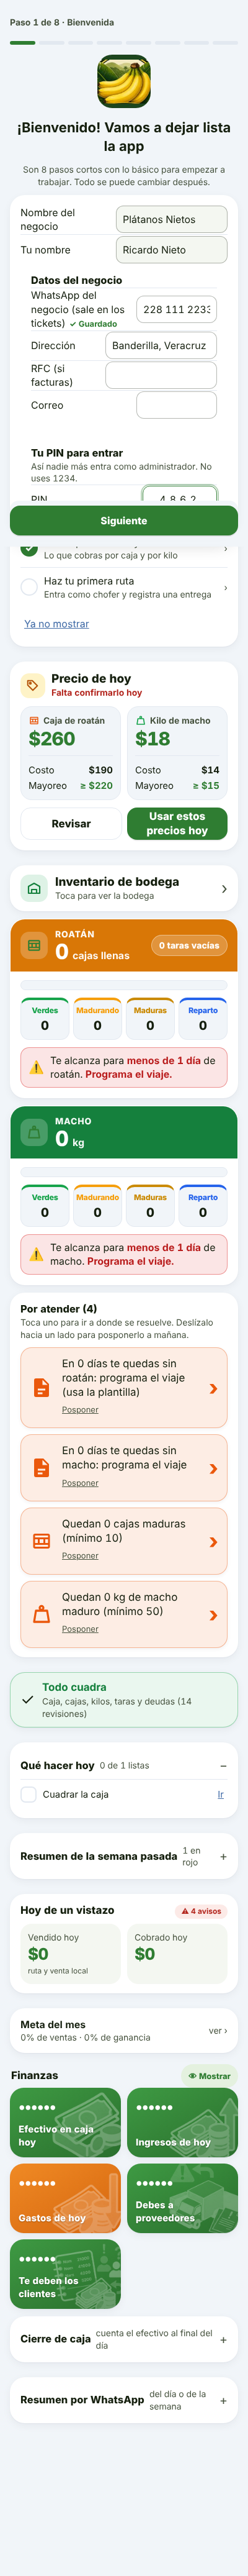 Paso 1 de 8 · Bienvenida
¡Bienvenido! Vamos a dejar lista
la app
Son 8 pasos cortos con lo básico para empezar a
trabajar. Todo se puede cambiar después.
Nombre del
negocio
Plátanos Nietos
Tu nombre
Ricardo Nieto
Datos del negocio
WhatsApp del
negocio (sale en los
tickets) ✓ Guardado
228 111 223
Dirección
Banderilla, Veracruz
RFC (si
facturas)
Correo
Tu PIN para entrar
Así nadie más entra como administrador. No
uses 1234.
PIN
4862
Siguiente
Lo que cobras por caja y por kilo
Haz tu primera ruta
Entra como chofer y registra una entrega
Ya no mostrar
Precio de hoy
Falta confirmarlo hoy
Caja de roatán
$260
Costo $190
Mayoreo ≥ $220
Kilo de macho
$18
Costo $14
Mayoreo ≥ $15
Revisar
Usar estos
precios hoy
Inventario de bodega
Toca para ver la bodega
ROATÁN
0 cajas llenas
0 taras vacías
Verdes
0
Madurando
0
Maduras
0
Reparto
0
Te alcanza para menos de 1 día de
roatán. Programa el viaje.
MACHO
0 kg
Verdes
0
Madurando
0
Maduras
0
Reparto
0
Te alcanza para menos de 1 día de
macho. Programa el viaje.
Por atender (4)
Toca uno para ir a donde se resuelve. Deslízalo
hacia un lado para posponerlo a mañana.
En 0 días te quedas sin
roatán: programa el viaje
(usa la plantilla)
Posponer
En 0 días te quedas sin
macho: programa el viaje
Posponer
Quedan 0 cajas maduras
(mínimo 10)
Posponer
Quedan 0 kg de macho
maduro (mínimo 50)
Posponer
Todo cuadra
Caja, cajas, kilos, taras y deudas (14
revisiones)
Qué hacer hoy 0 de 1 listas
Cuadrar la caja
Ir
Resumen de la semana pasada 1 en
rojo
Hoy de un vistazo
4 avisos
Vendido hoy
$0
ruta y venta local
Cobrado hoy
$0
Meta del mes
0% de ventas · 0% de ganancia
ver ›
Finanzas
Mostrar
••••••
Efectivo en caja
hoy
••••••
Ingresos de hoy
••••••
Gastos de hoy
••••••
Debes a
proveedores
••••••
Te deben los
clientes
Cierre de caja cuenta el efectivo al final del
día
Resumen por WhatsApp del día o de la
semana